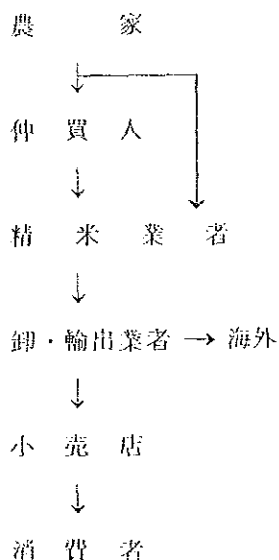 農家
仲買人
精米業者
卸・輸出業者 → 海外
小売店
消費者